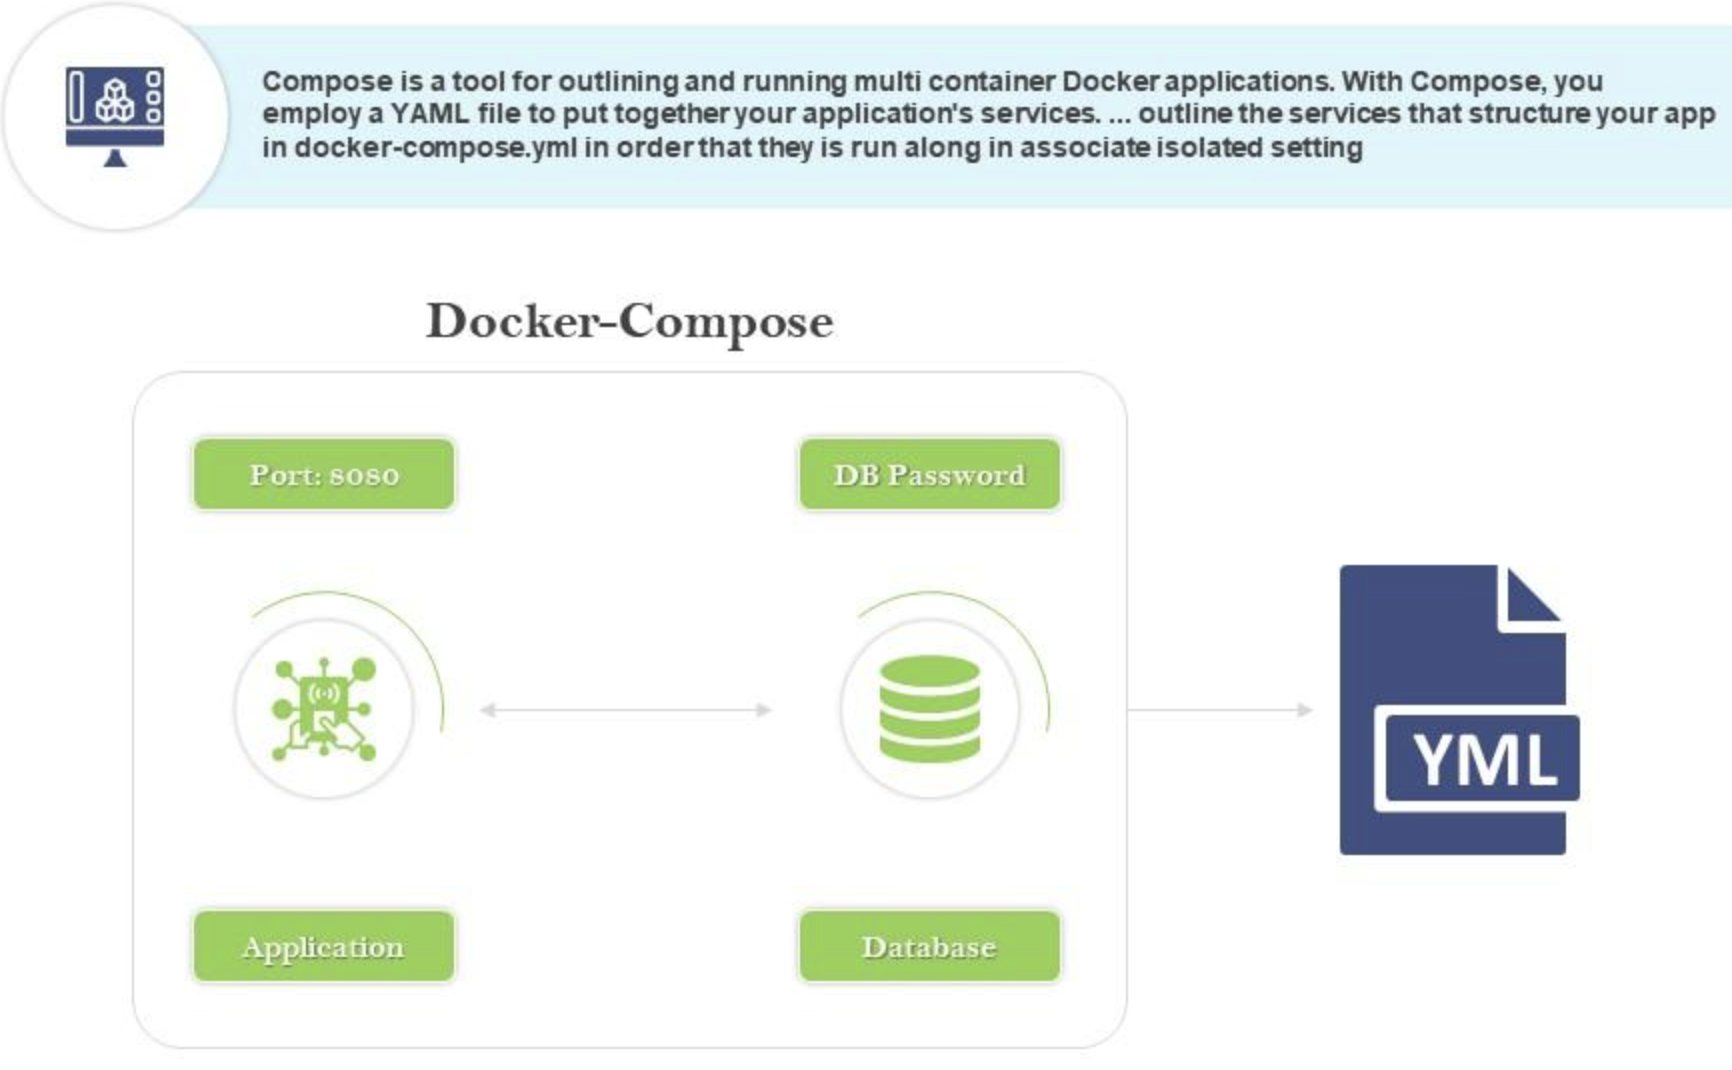 Compose is a tool for outlining and running multi container Docker applications. With Compose, you
employ a YAML file to put together your application's services. ... outline the services that structure your app
in docker-compose.yml in order that they is run along in associate isolated setting
Docker-Compose
Port: 8080
DB Password
YML
Application
Database